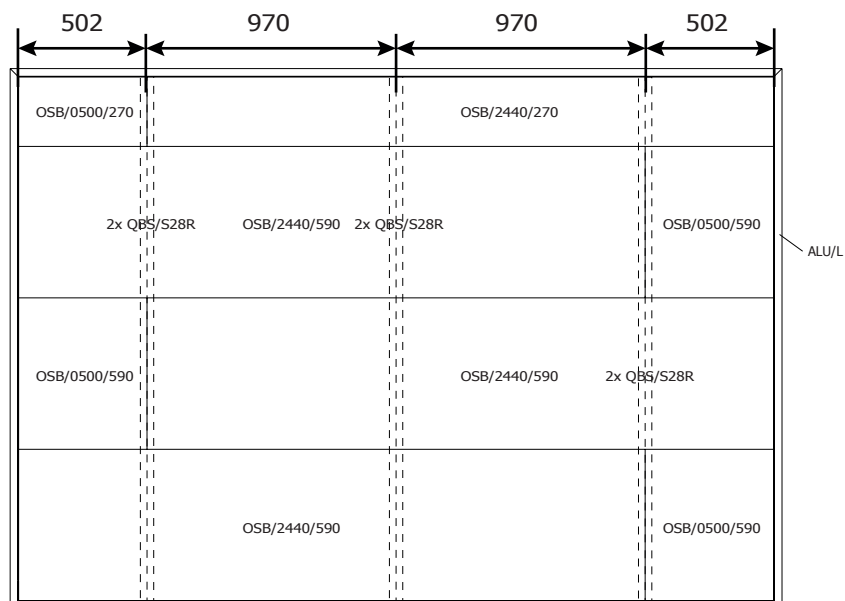 502 970 970 502
OSB/0500/270 OSB/2440/270
2x QBS/S28R OSB/2440/590 2x QBS/S28R OSB/0500/590
ALU/L
OSB/0500/590 OSB/2440/590 2x QBS/S28R
OSB/2440/590 OSB/0500/590